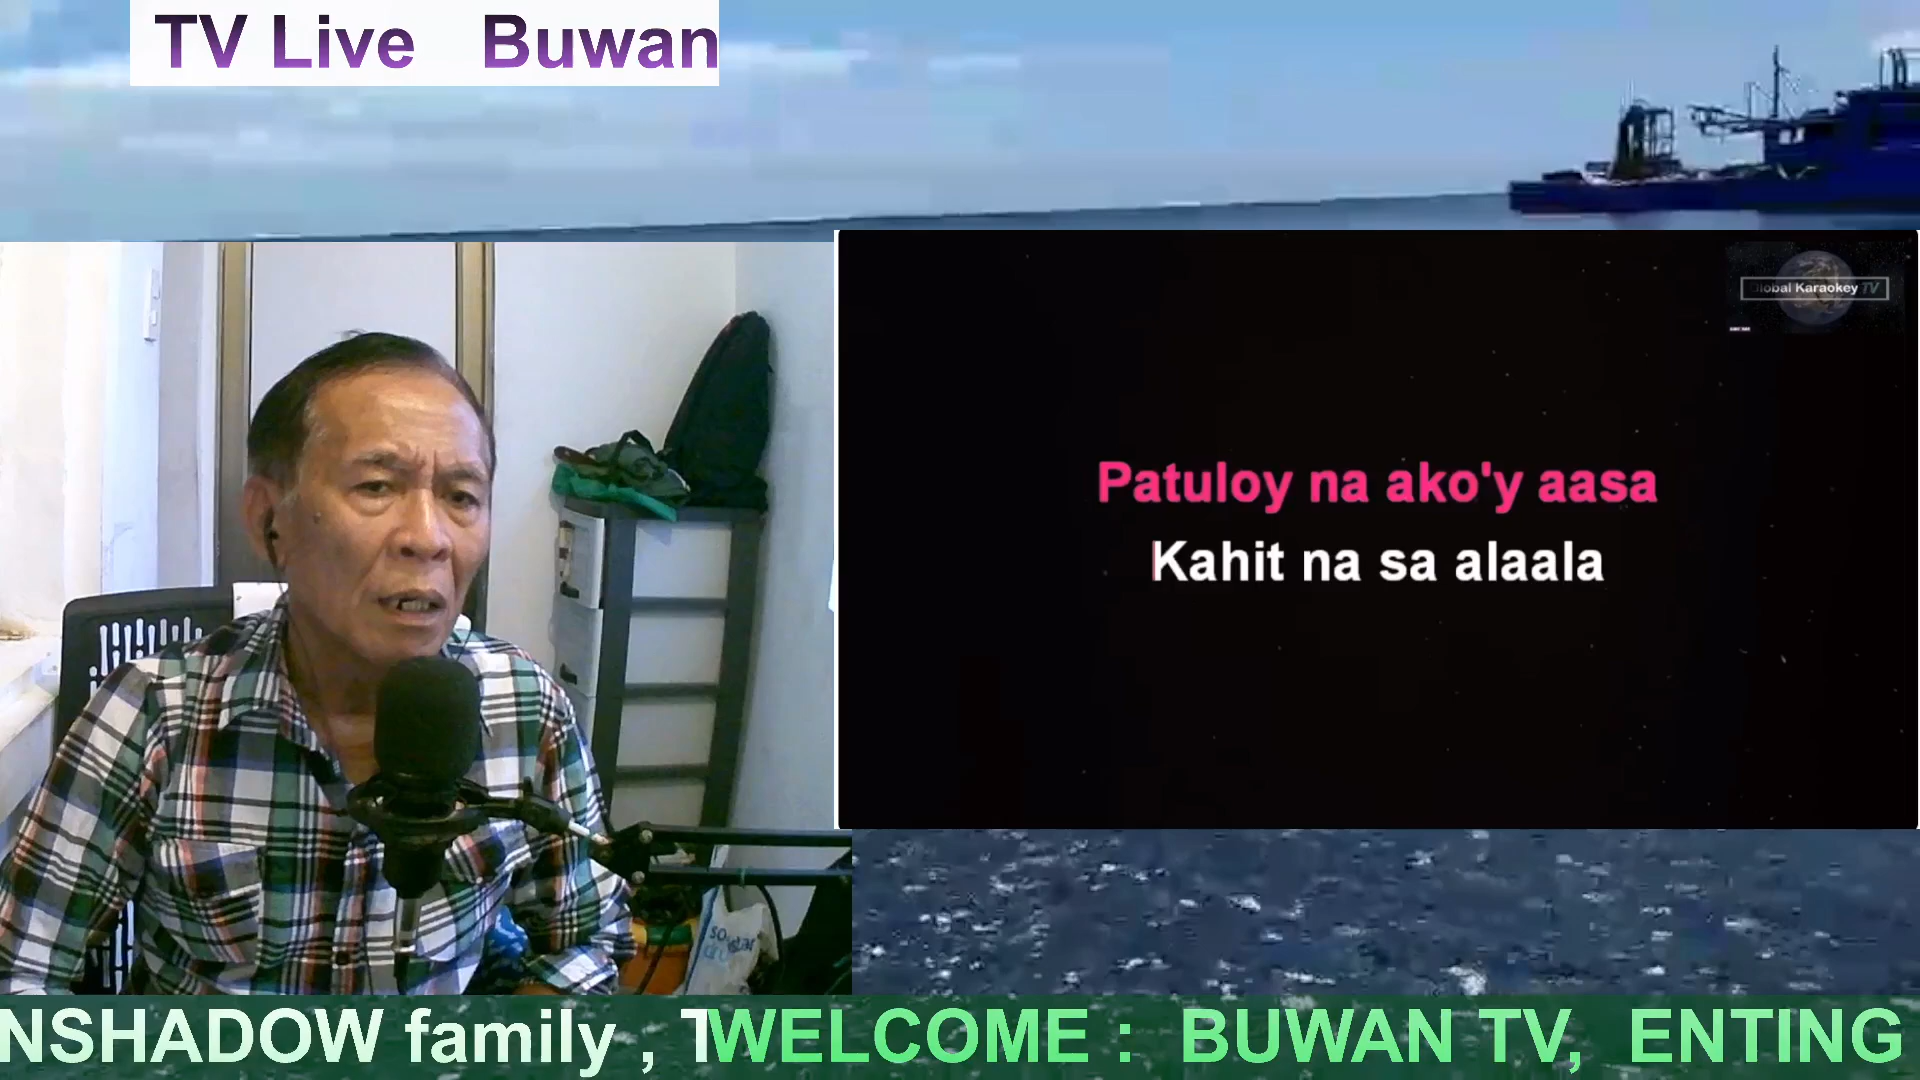 TV Live Buwan
Global Karaokey TV
Patuloy na ako'y aasa
Kahit na sa alaala
NSHADOW family , T
WELCOME : BUWAN TV, ENTING